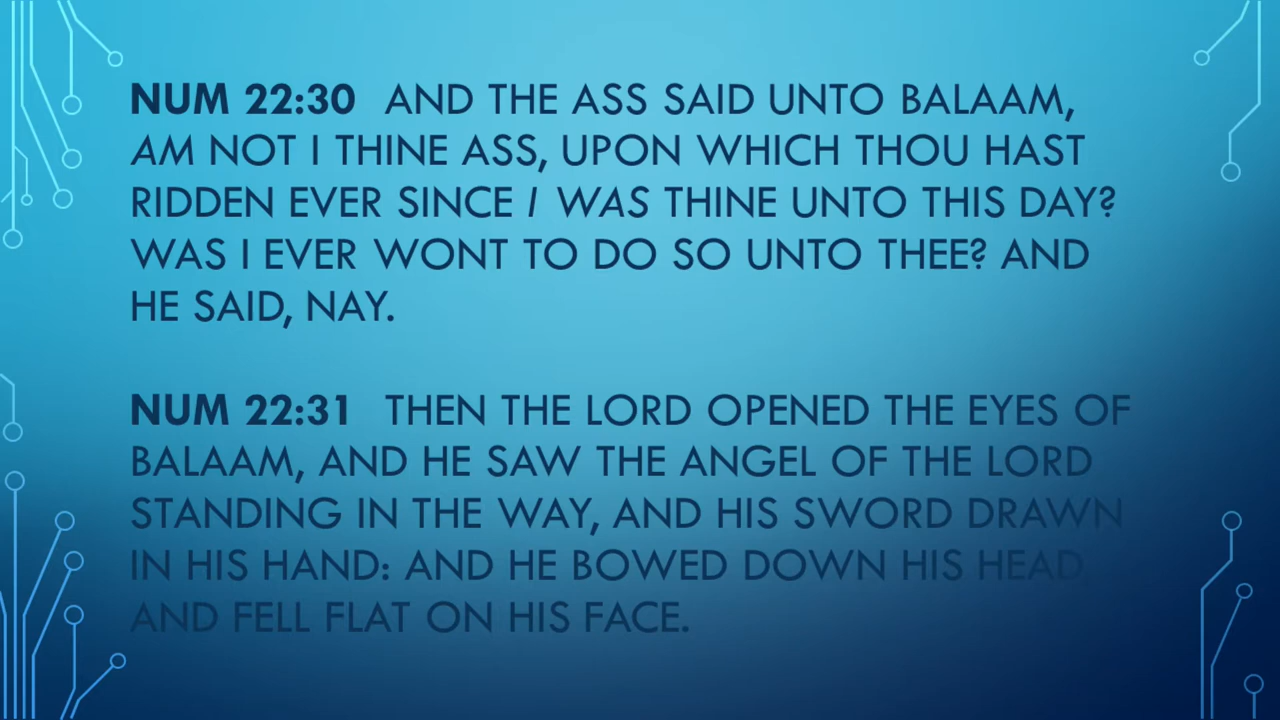 NUM 22:30 AND THE ASS SAID UNTO BALAAM,
AM NOT I THINE ASS, UPON WHICH THOU HAST
RIDDEN EVER SINCE I WAS THINE UNTO THIS DAY?
WAS I EVER WONT TO DO SO UNTO THEE? AND
HE SAID, NAY.
NUM 22:31 THEN THE LORD OPENED THE EYES OF
BALAAM, AND HE SAW THE ANGEL OF THE LORD
STANDING IN THE WAY, AND HIS SWORD DRAWN
IN HIS HAND: AND HE BOWED DOWN HIS HEAD
AND FELL FLAT ON HIS FACE.